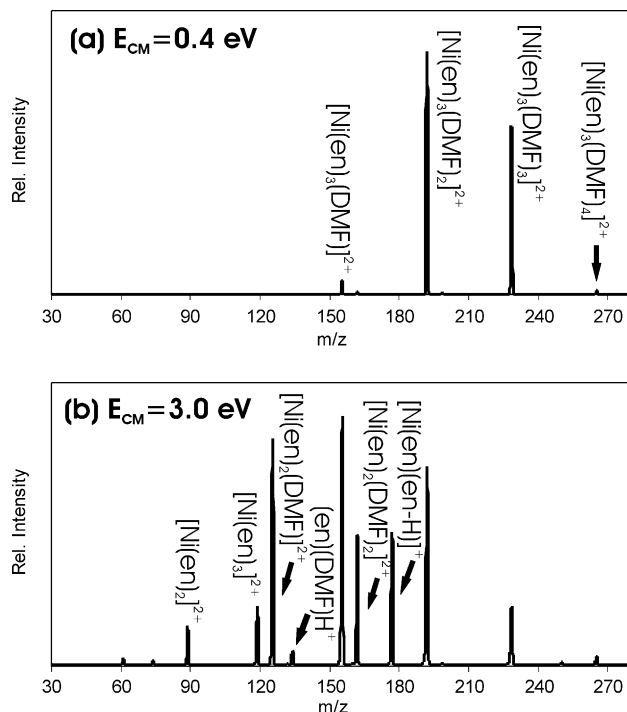 (a) E_CM=0.4 eV
Rel. Intensity
[Ni(en)₃(DMF)]²⁺
[Ni(en)₃(DMF)₂]²⁺
[Ni(en)₃(DMF)₃]²⁺
[Ni(en)₃(DMF)₄]²⁺
30 60 90 120 150 180 210 240 270
m/z
(b) E_CM=3.0 eV
Rel. Intensity
[Ni(en)₂]²⁺
[Ni(en)₃]²⁺
[Ni(en)₂(DMF)]²⁺
(en)(DMF)H⁺
[Ni(en)₂(DMF)₂]²⁺
[Ni(en)(en-H)]⁺
30 60 90 120 150 180 210 240 270
m/z